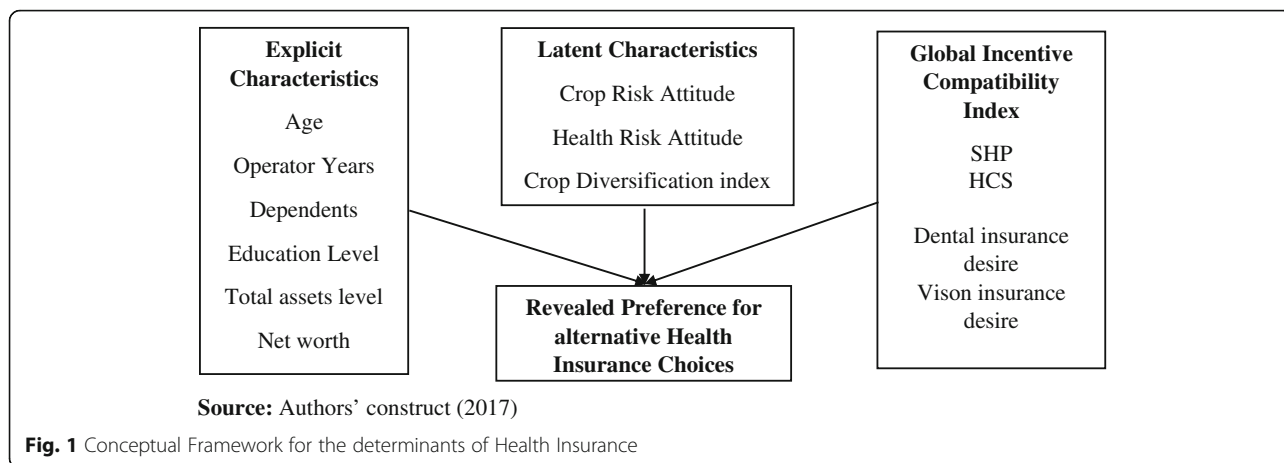 Explicit
Characteristics
Age
Operator Years
Dependents
Education Level
Total assets level
Net worth
Latent Characteristics
Crop Risk Attitude
Health Risk Attitude
Crop Diversification index
Global Incentive
Compatibility
Index
SHP
HCS
Dental insurance
desire
Vison insurance
desire
Revealed Preference for
alternative Health
Insurance Choices
Source: Authors’ construct (2017)
Fig. 1 Conceptual Framework for the determinants of Health Insurance